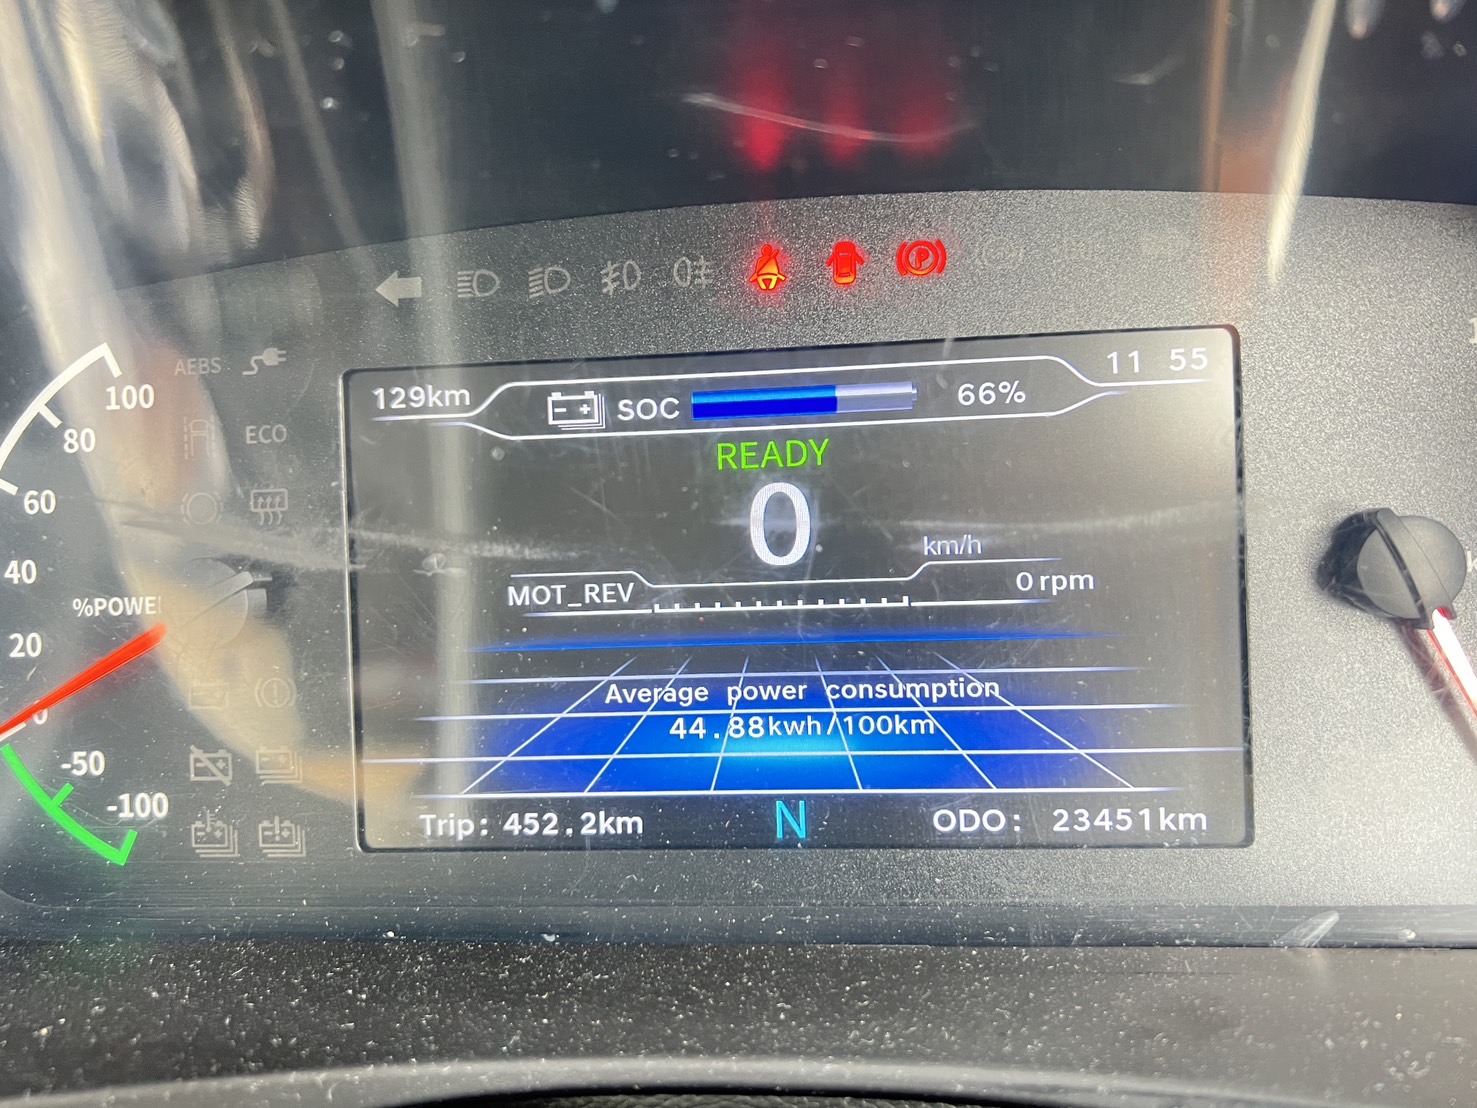 AEBS
ECO
100
80
60
40
20
0
-50
-100
%POWE
129km
SOC
66%
11 55
READY
0
km/h
MOT_REV
0 rpm
Average power consumption
44.88kwh/100km
Trip: 452.2km
N
ODO: 23451km
P